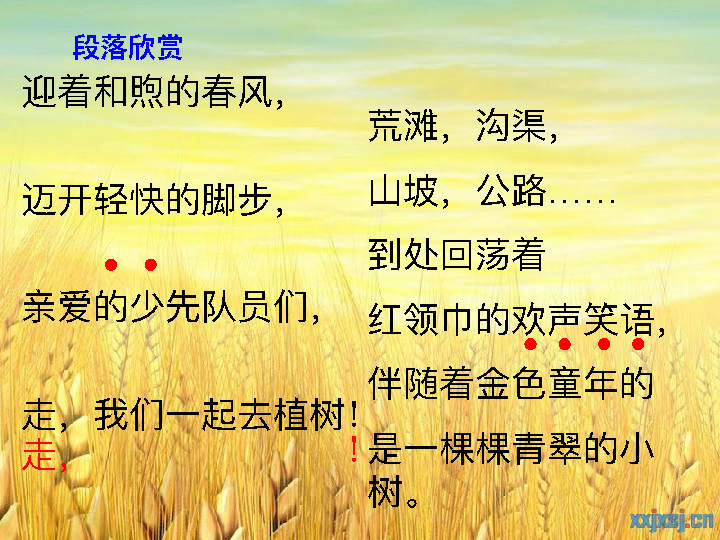 段落欣赏
迎着和煦的春风，
迈开轻快的脚步，
亲爱的少先队员们，
走，我们一起去植树！
走，！
荒滩，沟渠，
山坡，公路……
到处回荡着
红领巾的欢声笑语，
伴随着金色童年的
是一棵棵青翠的小
树。
xxjxsj.cn